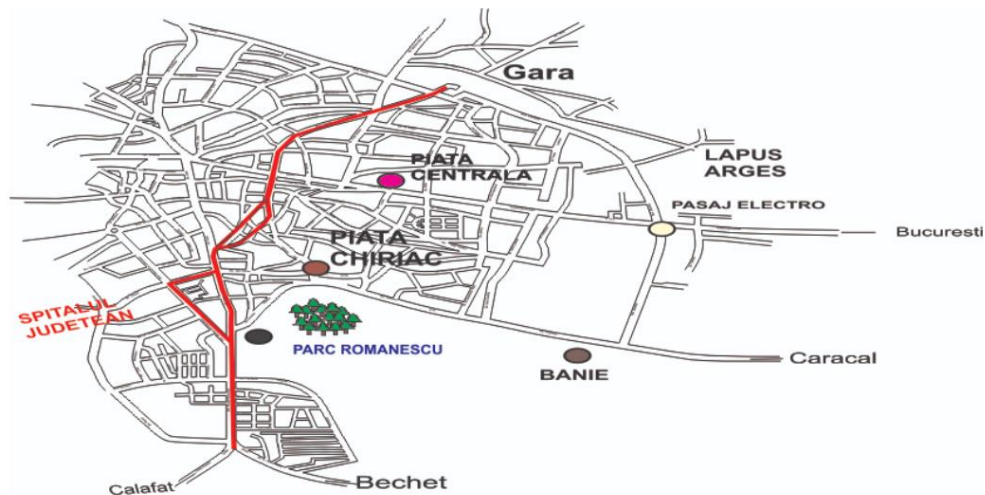 Gara
PIATA
CENTRALA
LAPUS
ARGES
PASAJ ELECTRO
Bucuresti
PIATA
CHIRIAC
SPITALUL
JUDETEAN
PARC ROMANESCU
BANIE
Caracal
Calafat
Bechet